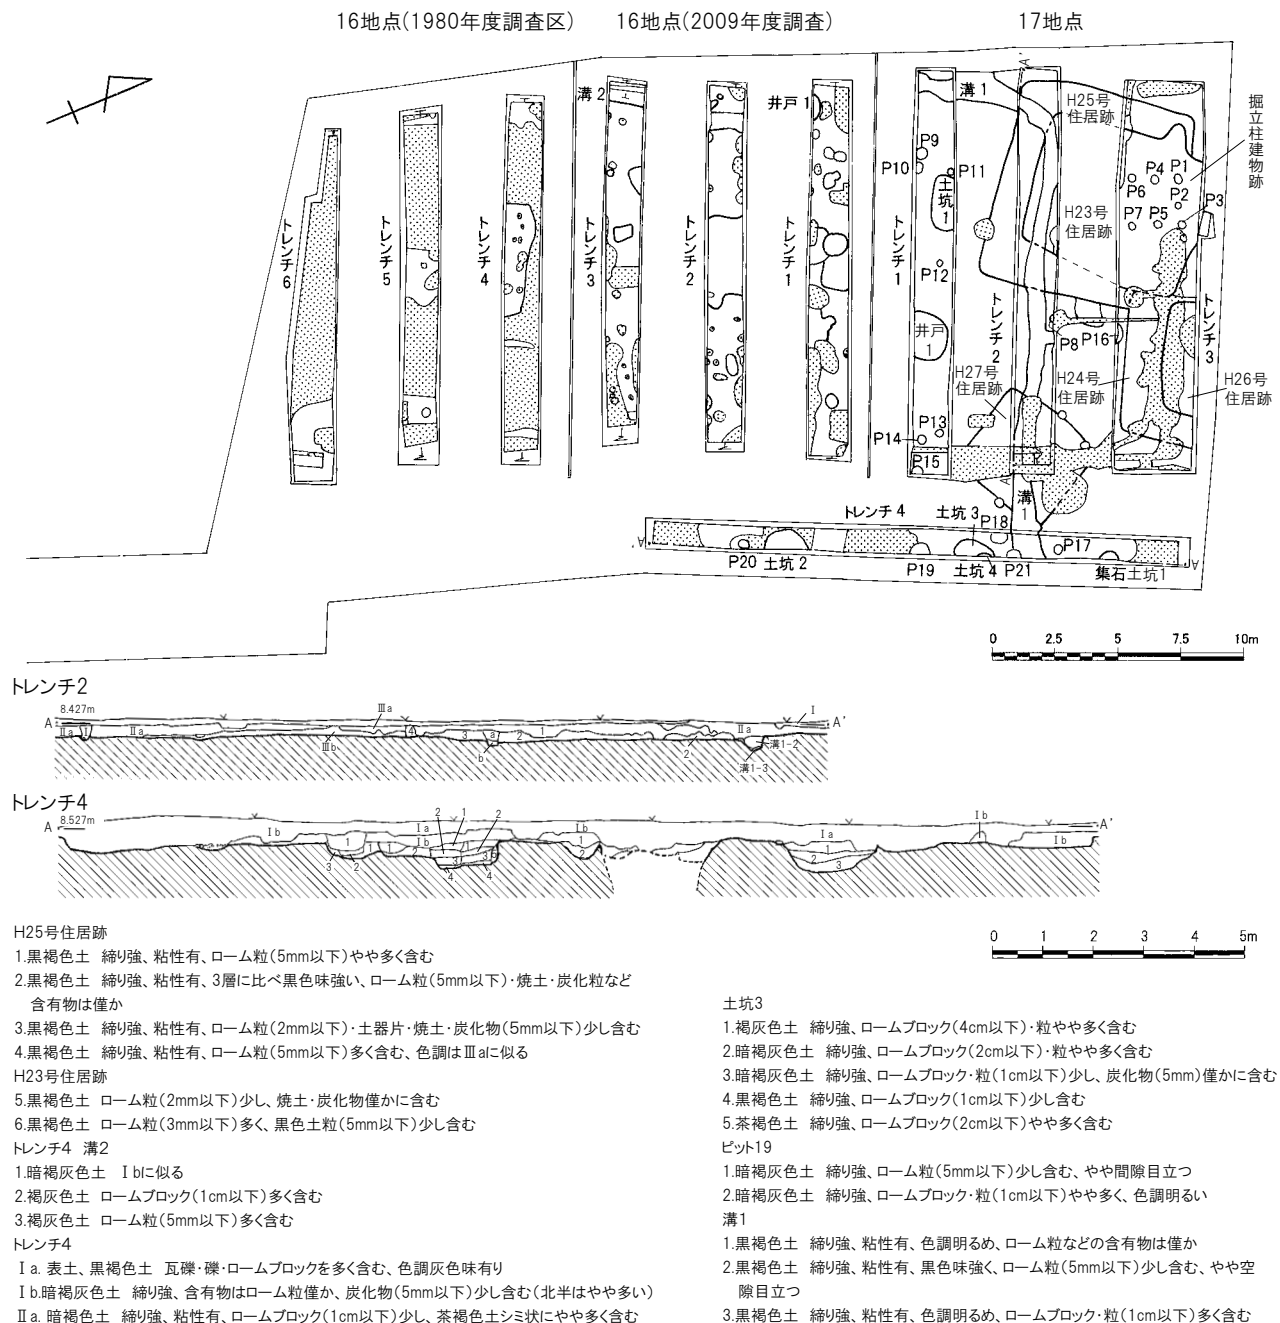 16地点(1980年度調査区)
16地点(2009年度調査)
17地点
溝2
井戸1
溝1
A'
H25号
住居跡
掘立柱建物跡
P9
P10
P11
土坑1
P4
P1
P6
P2
P3
P7
P5
H23号
住居跡
トレンチ6
トレンチ5
トレンチ4
トレンチ3
トレンチ2
トレンチ1
トレンチ1
P12
トレンチ2
トレンチ3
井戸1
P8
P16
H27号
住居跡
H24号
住居跡
H26号
住居跡
P13
P14
P15
A
溝1
トレンチ4
土坑3
P18
P17
A'
A
P20
土坑2
P19
土坑4
P21
集石土坑1
0 2.5 5 7.5 10m
トレンチ2
8.427m
A
A'
Ⅲa
Ⅰ
Ⅱa
1
Ⅱa
Ⅲb
4
3
a
b
2
1
2
Ⅱa
溝1-2
溝1-3
トレンチ4
8.527m
A
A'
Ⅰb
Ⅰa
2
1
2
Ⅰb
Ⅰb
Ⅰa
Ⅰb
Ⅰb
1
1
1
3
2
3
3
4
4
1
2
1
2
3
0 1 2 3 4 5m
H25号住居跡
1.黒褐色土 締り強、粘性有、ローム粒(5mm以下)やや多く含む
2.黒褐色土 締り強、粘性有、3層に比べ黒色味強い、ローム粒(5mm以下)・焼土・炭化粒など
含有物は僅か
3.黒褐色土 締り強、粘性有、ローム粒(2mm以下)・土器片・焼土・炭化物(5mm以下)少し含む
4.黒褐色土 締り強、粘性有、ローム粒(5mm以下)多く含む、色調はⅢaに似る
H23号住居跡
5.黒褐色土 ローム粒(2mm以下)少し、焼土・炭化物僅かに含む
6.黒褐色土 ローム粒(3mm以下)多く、黒色土粒(5mm以下)少し含む
トレンチ4 溝2
1.暗褐灰色土 Ⅰbに似る
2.褐灰色土 ロームブロック(1cm以下)多く含む
3.褐灰色土 ローム粒(5mm以下)多く含む
トレンチ4
Ⅰa. 表土、黒褐色土 瓦礫・礫・ロームブロックを多く含む、色調灰色味有り
Ⅰb.暗褐灰色土 締り強、含有物はローム粒僅か、炭化物(5mm以下)少し含む(北半はやや多い)
Ⅱa. 暗褐色土 締り強、粘性有、ロームブロック(1cm以下)少し、茶褐色土シミ状にやや多く含む
土坑3
1.褐灰色土 締り強、ロームブロック(4cm以下)・粒やや多く含む
2.暗褐灰色土 締り強、ロームブロック(2cm以下)・粒やや多く含む
3.暗褐灰色土 締り強、ロームブロック・粒(1cm以下)少し、炭化物(5mm)僅かに含む
4.黒褐色土 締り強、ロームブロック(1cm以下)少し含む
5.茶褐色土 締り強、ロームブロック(2cm以下)やや多く含む
ピット19
1.暗褐灰色土 締り強、ローム粒(5mm以下)少し含む、やや間隙目立つ
2.暗褐灰色土 締り強、ロームブロック・粒(1cm以下)やや多く、色調明るい
溝1
1.黒褐色土 締り強、粘性有、色調明るめ、ローム粒などの含有物は僅か
2.黒褐色土 締り強、粘性有、黒色味強く、ローム粒(5mm以下)少し含む、やや空
隙目立つ
3.黒褐色土 締り強、粘性有、色調明るめ、ロームブロック・粒(1cm以下)多く含む